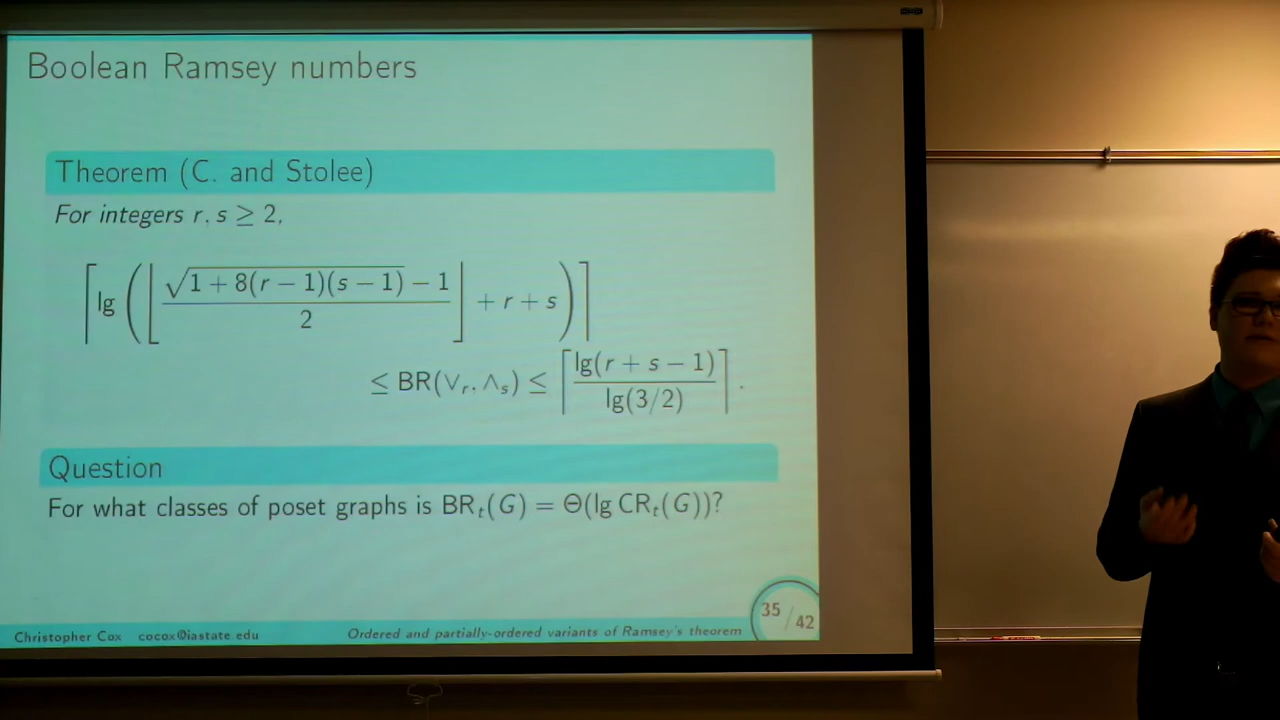 Boolean Ramsey numbers
Theorem (C. and Stolee)
For integers r, s ≥ 2,
⌈lg(⌊(√(1 + 8(r − 1)(s − 1)) − 1)/2⌋ + r + s)⌉
≤ BR(∨ᵣ, ∧ₛ) ≤ ⌈lg(r + s − 1)/lg(3/2)⌉.
Question
For what classes of poset graphs is BRₜ(G) = Θ(lg CRₜ(G))?
35/42
Christopher Cox cocox@iastate.edu Ordered and partially-ordered variants of Ramsey's theorem